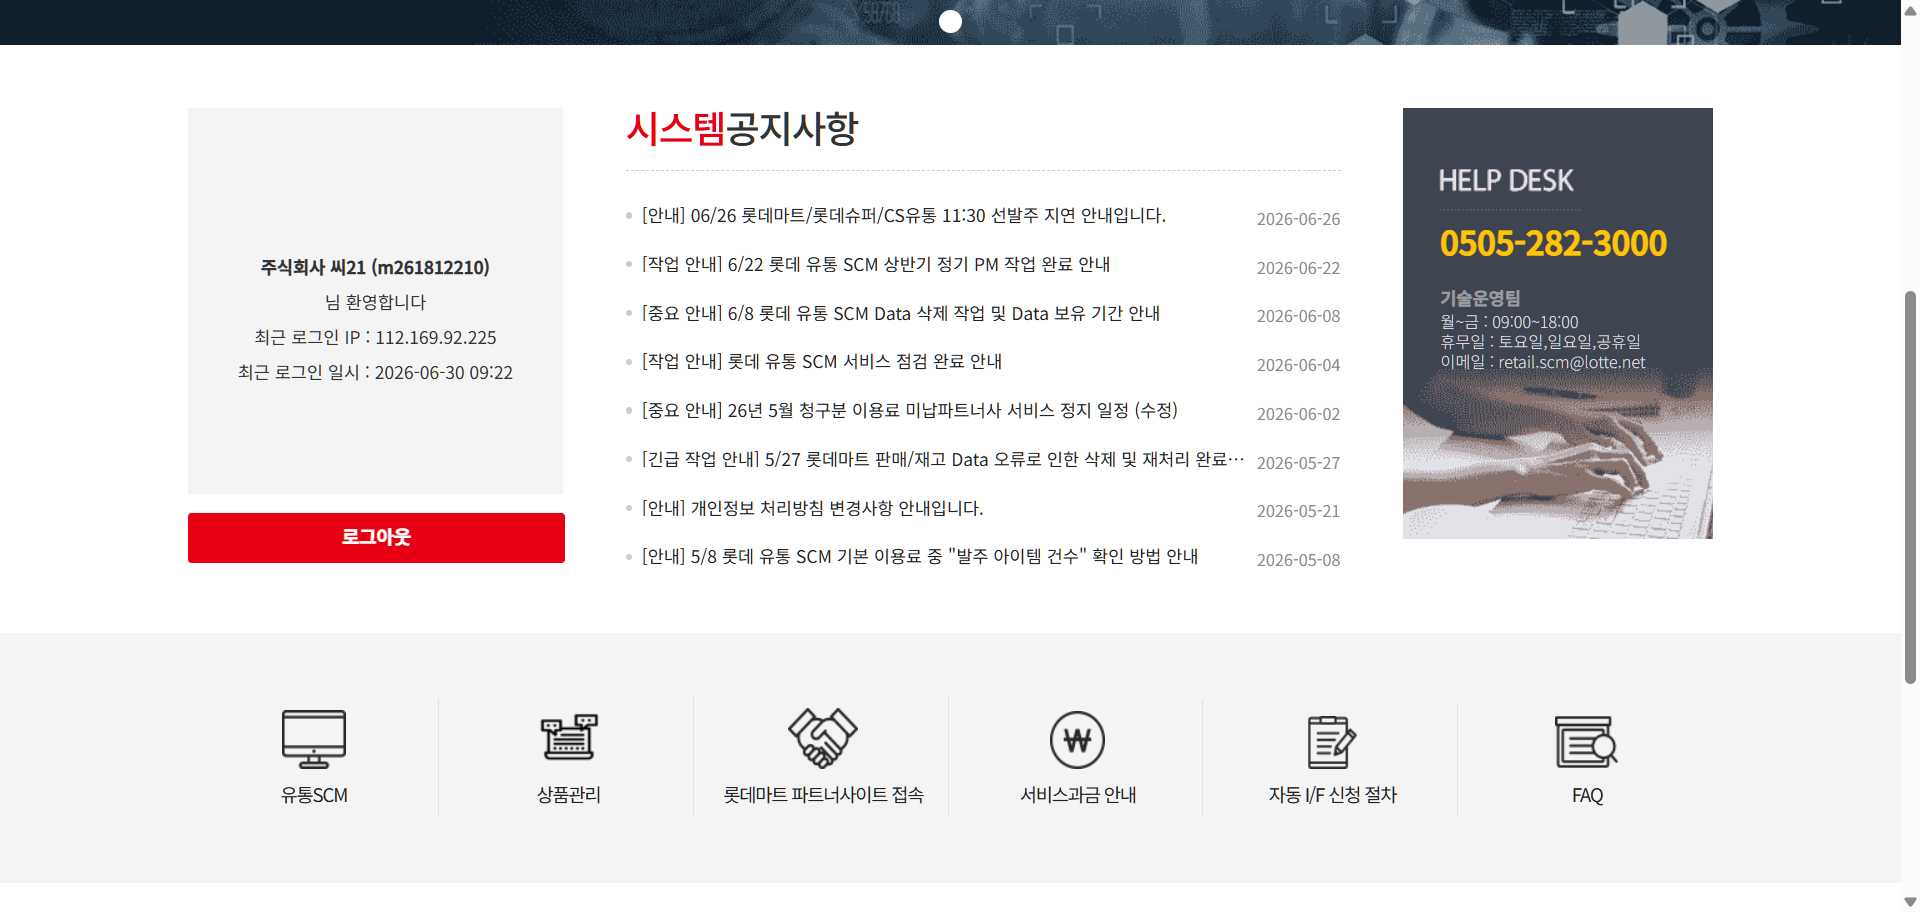 주식회사 씨21 (m261812210)
님 환영합니다
최근 로그인 IP : 112.169.92.225
최근 로그인 일시 : 2026-06-30 09:22
로그아웃
시스템공지사항
[안내] 06/26 롯데마트/롯데슈퍼/CS유통 11:30 선발주 지연 안내입니다. 2026-06-26
[작업 안내] 6/22 롯데 유통 SCM 상반기 정기 PM 작업 완료 안내 2026-06-22
[중요 안내] 6/8 롯데 유통 SCM Data 삭제 작업 및 Data 보유 기간 안내 2026-06-08
[작업 안내] 롯데 유통 SCM 서비스 점검 완료 안내 2026-06-04
[중요 안내] 26년 5월 청구분 이용료 미납파트너사 서비스 정지 일정 (수정) 2026-06-02
[긴급 작업 안내] 5/27 롯데마트 판매/재고 Data 오류로 인한 삭제 및 재처리 완료… 2026-05-27
[안내] 개인정보 처리방침 변경사항 안내입니다. 2026-05-21
[안내] 5/8 롯데 유통 SCM 기본 이용료 중 "발주 아이템 건수" 확인 방법 안내 2026-05-08
HELP DESK
0505-282-3000
기술운영팀
월~금 : 09:00~18:00
휴무일 : 토요일,일요일,공휴일
이메일 : retail.scm@lotte.net
유통SCM
상품관리
롯데마트 파트너사이트 접속
서비스과금 안내
자동 I/F 신청 절차
FAQ